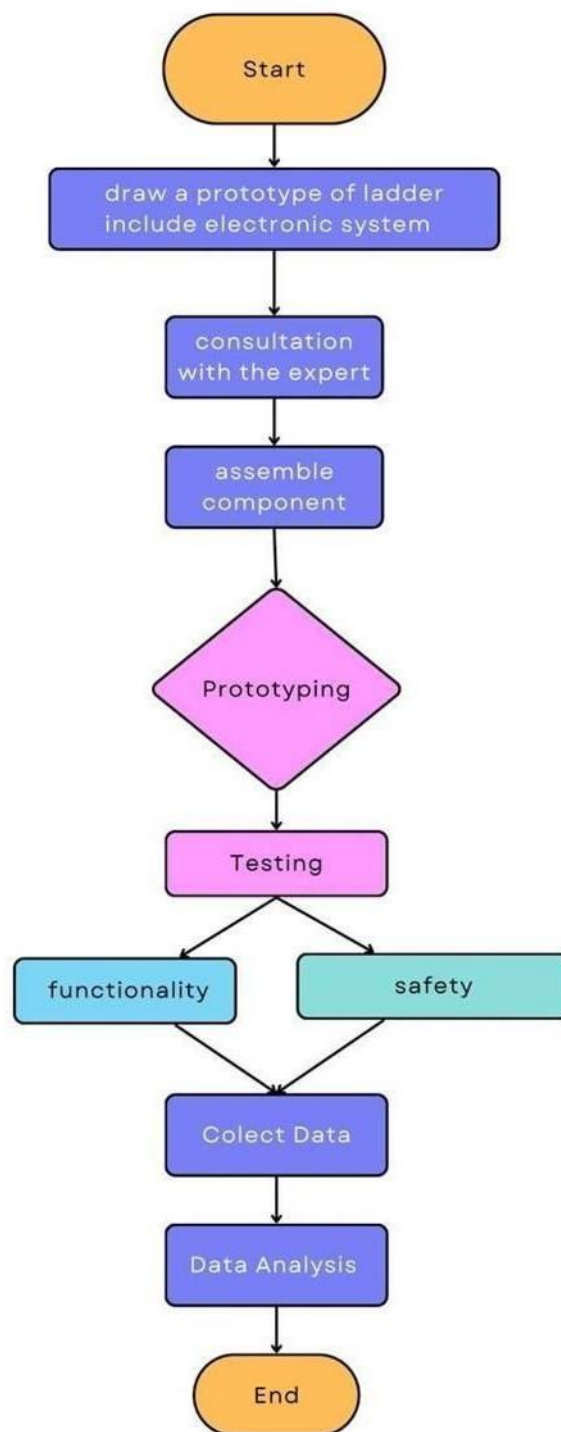 Start
draw a prototype of ladder
include electronic system
consultation
with the expert
assemble
component
Prototyping
Testing
functionality
safety
Colect Data
Data Analysis
End